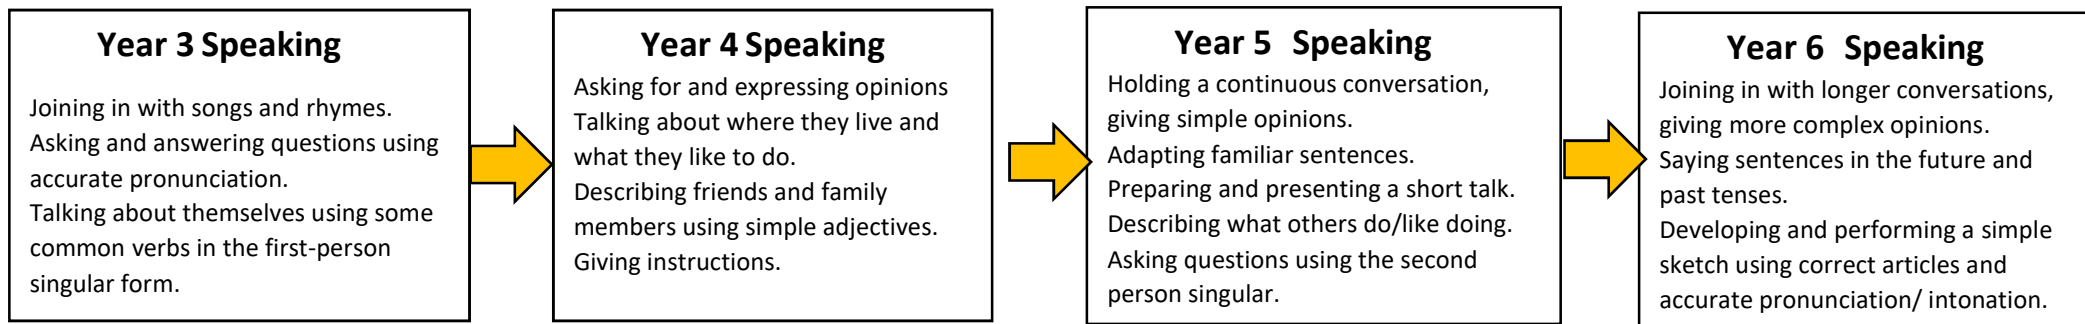 Year 3 Speaking
Joining in with songs and rhymes.
Asking and answering questions using
accurate pronunciation.
Talking about themselves using some
common verbs in the first-person
singular form.
Year 4 Speaking
Asking for and expressing opinions
Talking about where they live and
what they like to do.
Describing friends and family
members using simple adjectives.
Giving instructions.
Year 5 Speaking
Holding a continuous conversation,
giving simple opinions.
Adapting familiar sentences.
Preparing and presenting a short talk.
Describing what others do/like doing.
Asking questions using the second
person singular.
Year 6 Speaking
Joining in with longer conversations,
giving more complex opinions.
Saying sentences in the future and
past tenses.
Developing and performing a simple
sketch using correct articles and
accurate pronunciation/ intonation.